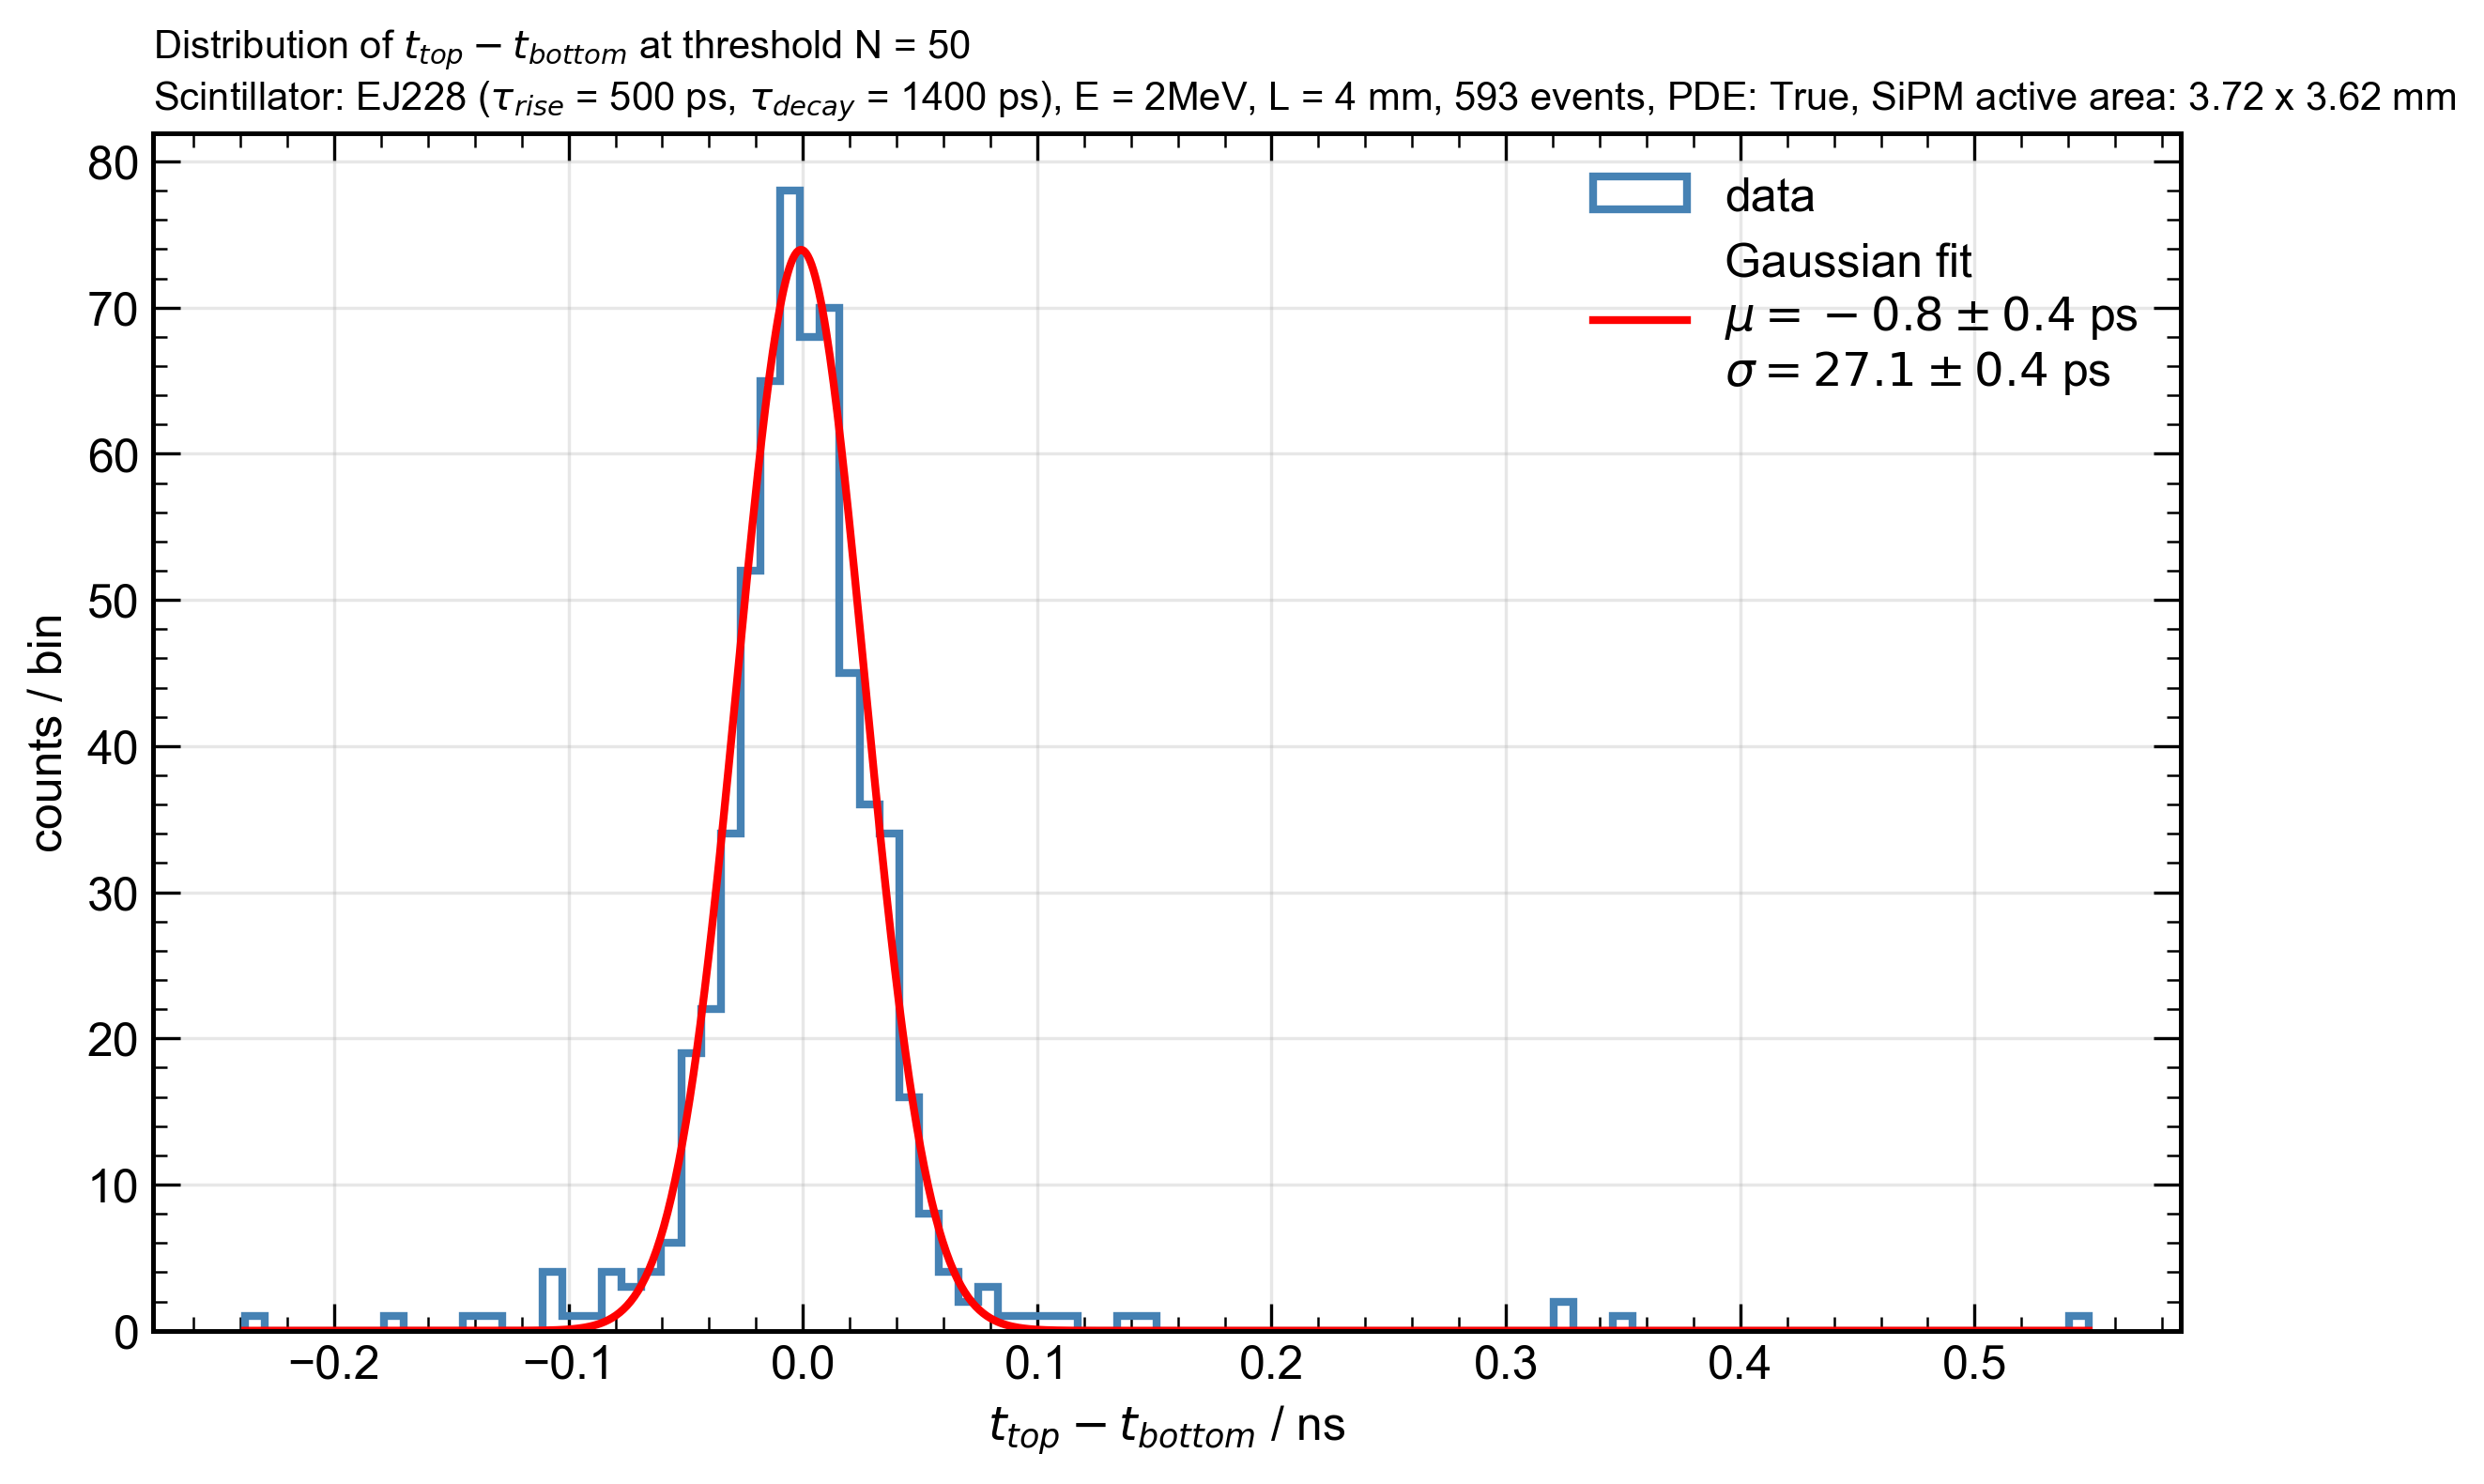 Distribution of t_top − t_bottom at threshold N = 50
Scintillator: EJ228 (τ_rise = 500 ps, τ_decay = 1400 ps), E = 2MeV, L = 4 mm, 593 events, PDE: True, SiPM active area: 3.72 x 3.62 mm
80
70
60
50
40
30
20
10
0
counts / bin
data
Gaussian fit
μ = − 0.8 ± 0.4 ps
σ = 27.1 ± 0.4 ps
−0.2 −0.1 0.0 0.1 0.2 0.3 0.4 0.5
t_top − t_bottom / ns